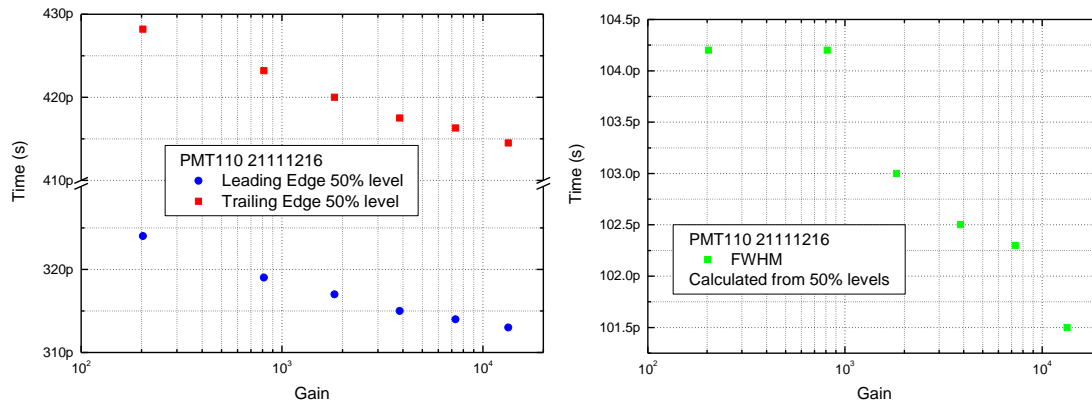 430p
420p
410p
320p
310p
Time (s)
PMT110 21111216
Leading Edge 50% level
Trailing Edge 50% level
10²
10³
10⁴
Gain
104.5p
104.0p
103.5p
103.0p
102.5p
102.0p
101.5p
Time (s)
PMT110 21111216
FWHM
Calculated from 50% levels
10²
10³
10⁴
Gain